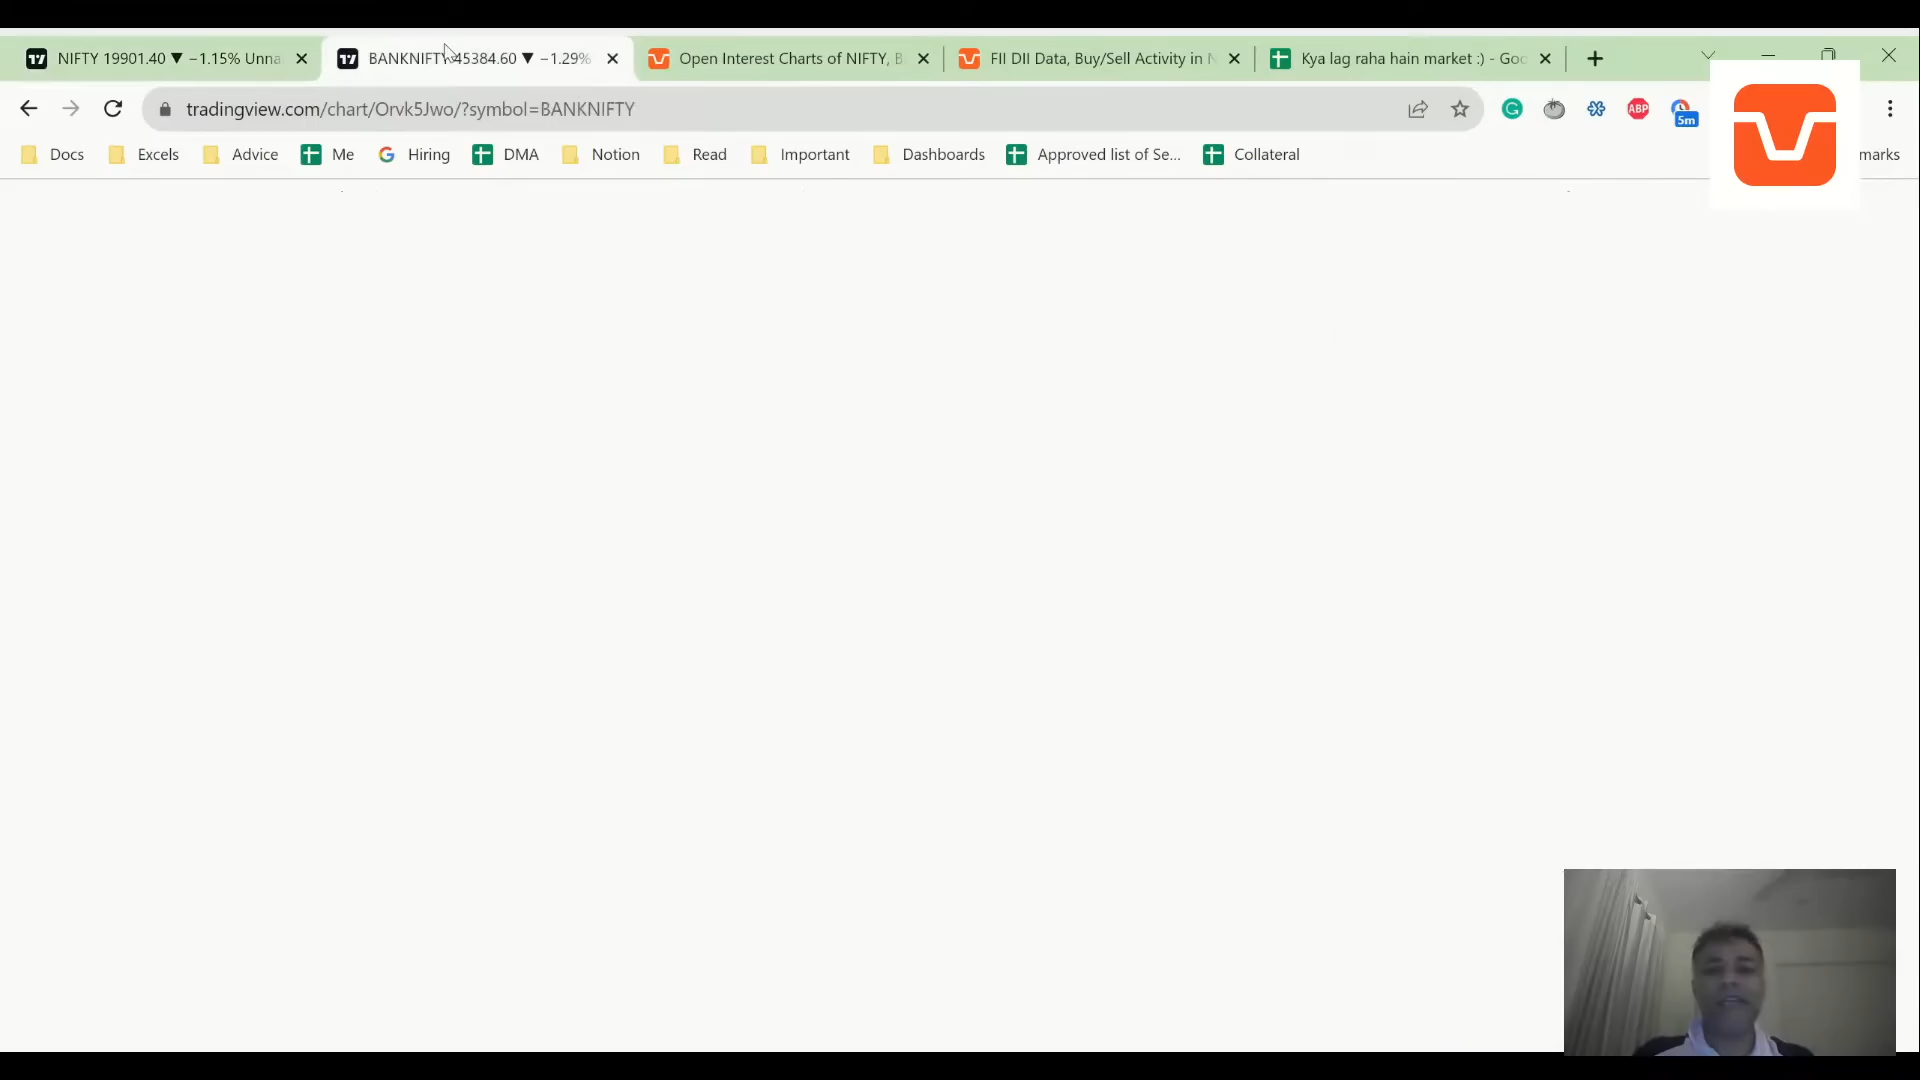 NIFTY 19901.40 ▼ −1.15% Unna
BANKNIFTY 45384.60 ▼ −1.29%
Open Interest Charts of NIFTY, B
FII DII Data, Buy/Sell Activity in N
Kya lag raha hain market :) - Goo
tradingview.com/chart/Orvk5Jwo/?symbol=BANKNIFTY
ABP
5m
Docs
Excels
Advice
Me
Hiring
DMA
Notion
Read
Important
Dashboards
Approved list of Se...
Collateral
marks